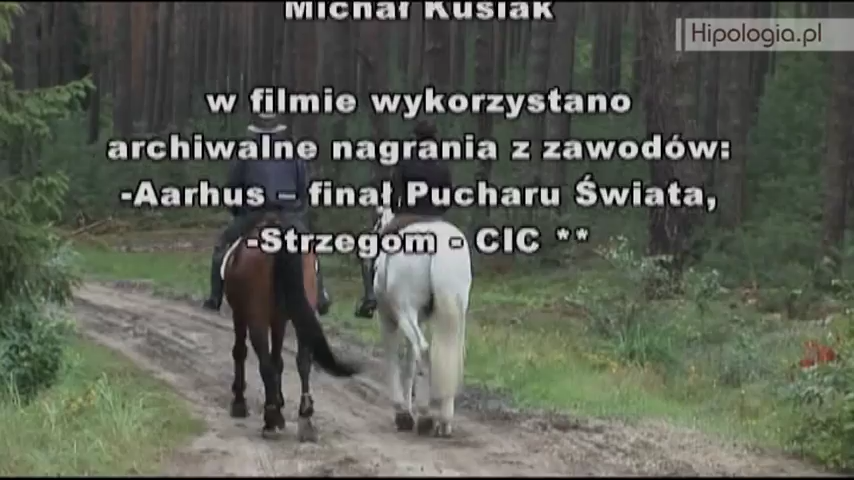 Michał Kusiak
Hipologia.pl
w filmie wykorzystano
archiwalne nagrania z zawodów:
-Aarhus - finał Pucharu Świata,
-Strzegom - CIC **